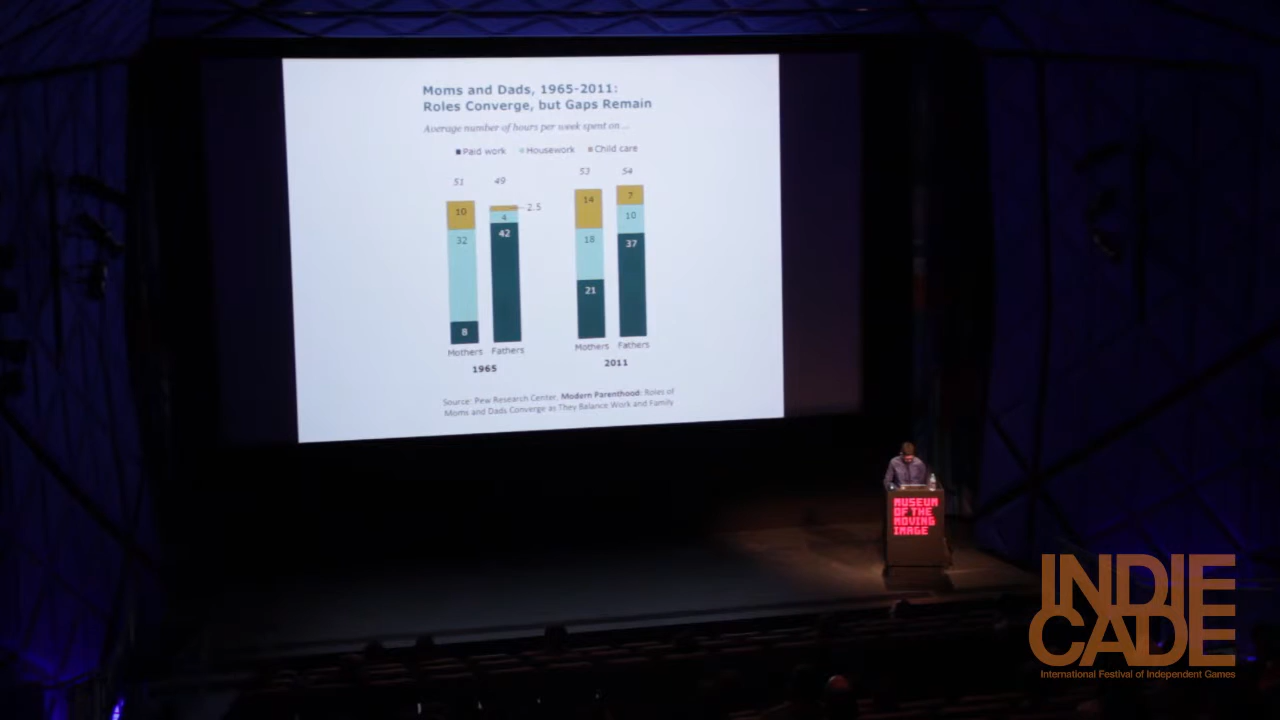 Moms and Dads, 1965-2011:
Roles Converge, but Gaps Remain
Average number of hours per week spent on...
Paid work Housework Child care
51 49 53 54
10 2.5 14 7
32 4 18 10
8 42 21 37
Mothers Fathers Mothers Fathers
1965 2011
Source: Pew Research Center, Modern Parenthood: Roles of
Moms and Dads Converge as They Balance Work and Family
MUSEUM
OF THE
MOVING
IMAGE
INDIE
CADE
International Festival of Independent Games